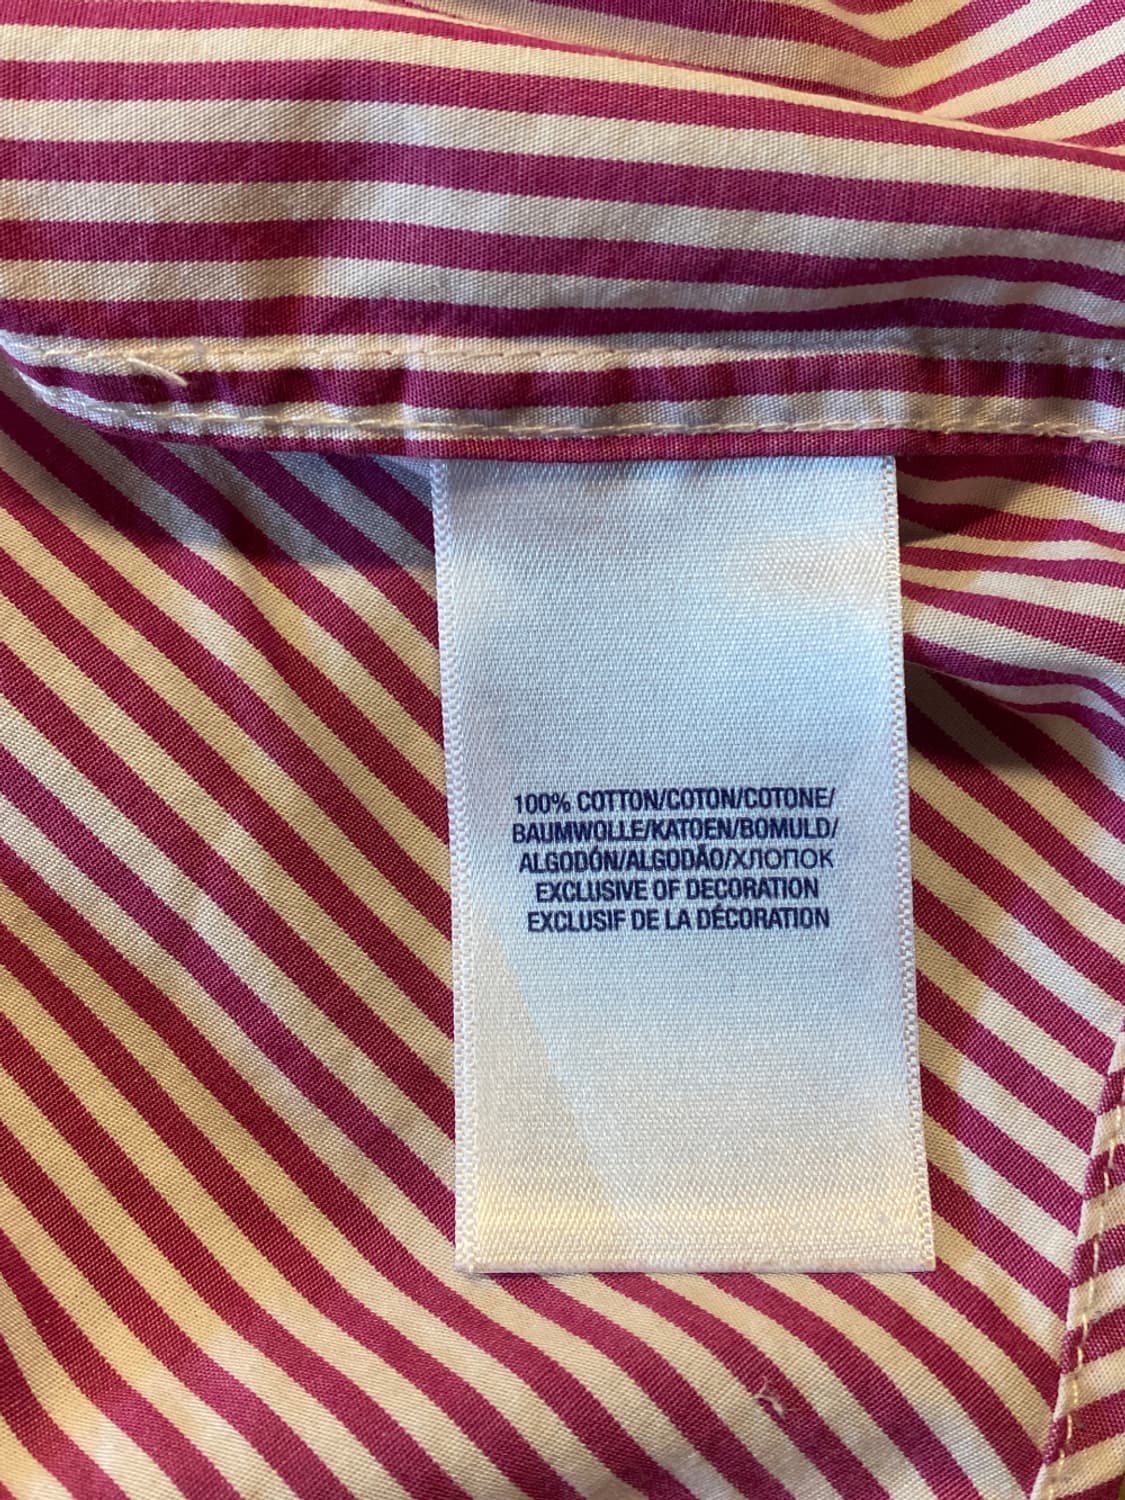 100% COTTON/COTON/COTONE/
BAUMWOLLE/KATOEN/BOMULD/
ALGODÓN/ALGODÃO/ХЛОПОК
EXCLUSIVE OF DECORATION
EXCLUSIF DE LA DÉCORATION